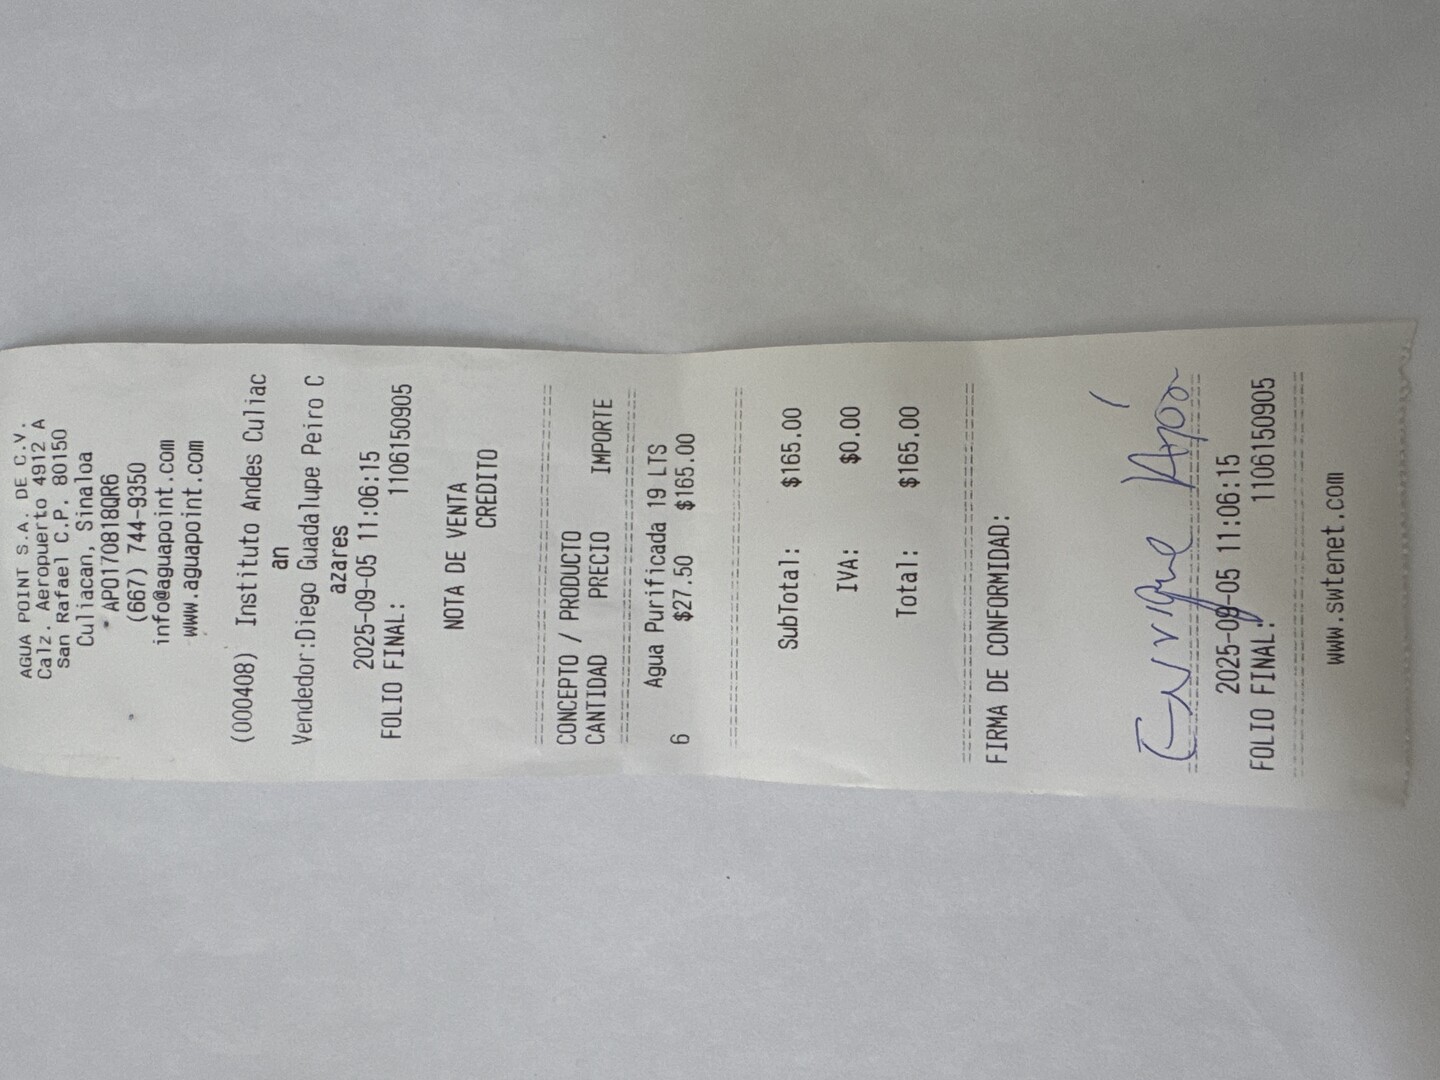 AGUA POINT S.A. DE C.V.
Calz. Aeropuerto 4912 A
San Rafael C.P. 80150
Culiacan, Sinaloa
APO170818QR6
(667) 744-9350
info@aguapoint.com
www.aguapoint.com
(000408) Instituto Andes Culiac
an
Vendedor:Diego Guadalupe Peiro C
azares
2025-09-05 11:06:15
FOLIO FINAL: 1106150905
NOTA DE VENTA
CREDITO
CONCEPTO / PRODUCTO
CANTIDAD PRECIO IMPORTE
Agua Purificada 19 LTS
6 $27.50 $165.00
SubTotal: $165.00
IVA: $0.00
Total: $165.00
FIRMA DE CONFORMIDAD:
Enrique
2025-09-05 11:06:15
FOLIO FINAL: 1106150905
www.swtenet.com